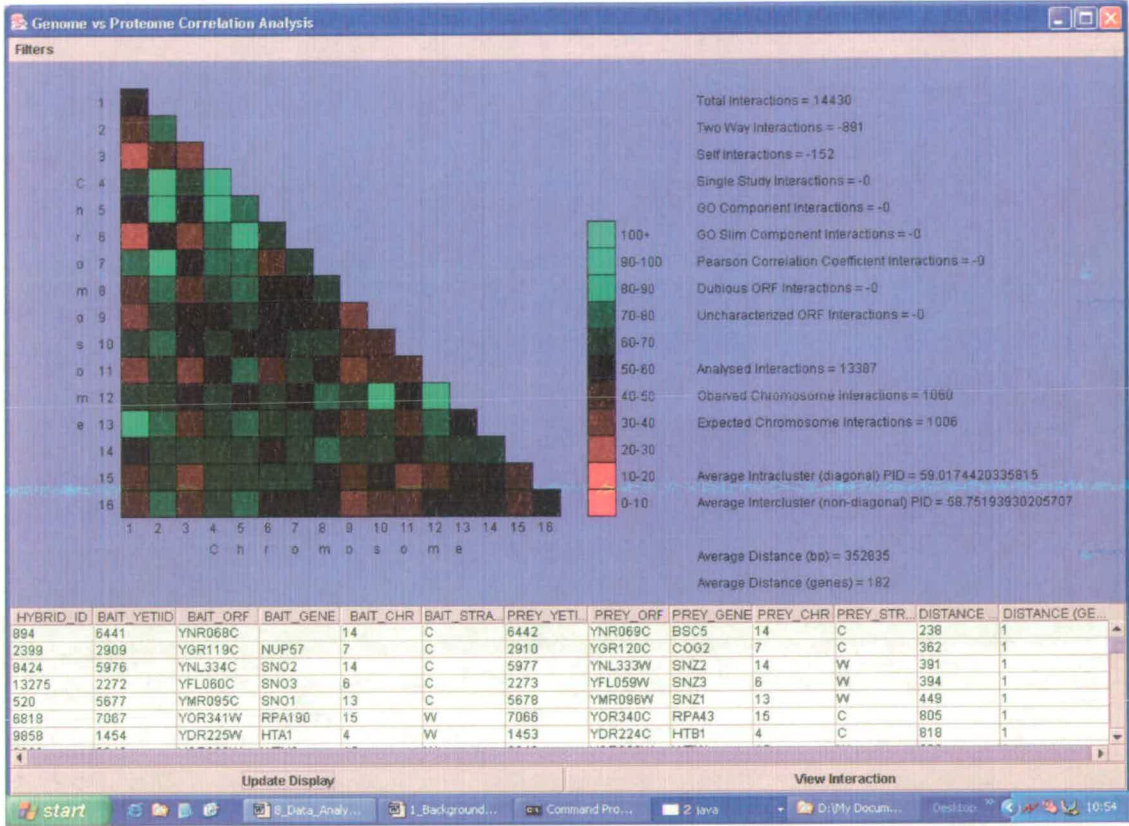 Genome vs Proteome Correlation Analysis
Filters
1
2
3
C 4
h 5
r 6
o 7
m 8
o 9
s 10
o 11
m 12
e 13
14
15
16
1 2 3 4 5 6 7 8 9 10 11 12 13 14 15 16
C h r o m o s o m e
100+
90-100
80-90
70-80
60-70
50-60
40-50
30-40
20-30
10-20
0-10
Total Interactions = 14430
Two Way Interactions = -891
Self Interactions = -152
Single Study Interactions = -0
GO Component Interactions = -0
GO Slim Component Interactions = -0
Pearson Correlation Coefficient Interactions = -0
Dubious ORF Interactions = -0
Uncharacterized ORF Interactions = -0
Analysed Interactions = 13387
Observed Chromosome Interactions = 1060
Expected Chromosome Interactions = 1006
Average Intracluster (diagonal) PID = 59.0174420335815
Average Intercluster (non-diagonal) PID = 58.75193930205707
Average Distance (bp) = 352835
Average Distance (genes) = 182
HYBRID_ID BAIT_YETIID BAIT_ORF BAIT_GENE BAIT_CHR BAIT_STRA... PREY_YETI... PREY_ORF PREY_GENE PREY_CHR PREY_STR... DISTANCE ... DISTANCE (GE...
894 6441 YNR068C 14 C 6442 YNR069C BSC5 14 C 238 1
2399 2909 YGR119C NUP57 7 C 2910 YGR120C COG2 7 C 362 1
8424 5976 YNL334C SNO2 14 C 5977 YNL333W SNZ2 14 W 391 1
13275 2272 YFL060C SNO3 6 C 2273 YFL059W SNZ3 6 W 394 1
520 5677 YMR095C SNO1 13 C 5678 YMR096W SNZ1 13 W 449 1
6818 7067 YOR341W RPA190 15 W 7066 YOR340C RPA43 15 C 805 1
9858 1454 YDR225W HTA1 4 W 1453 YDR224C HTB1 4 C 818 1
Update Display View Interaction
start 8_Data_Analy... 1_Background... Command Pro... 2 java D:\My Docum... Desktop 10:54